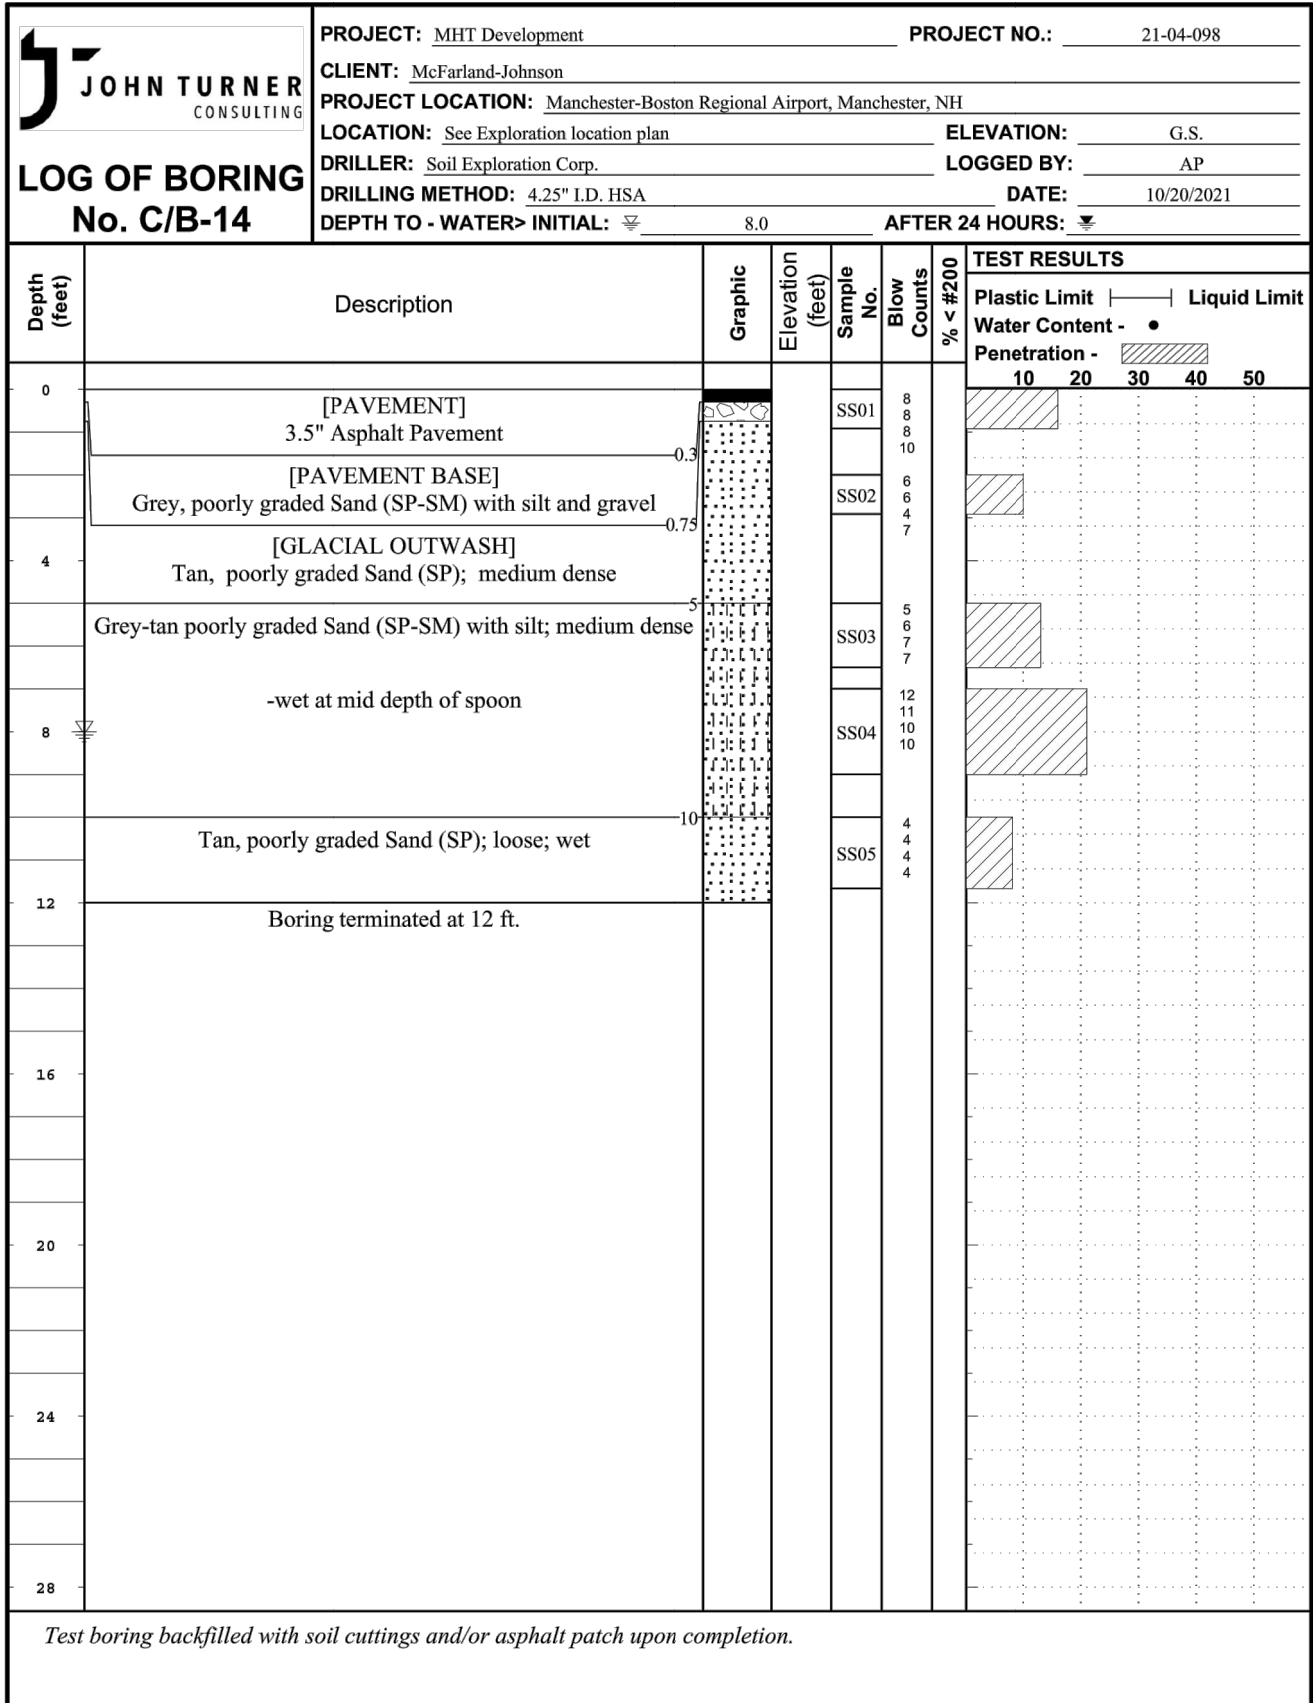 JOHN TURNER
CONSULTING
LOG OF BORING
No. C/B-14
PROJECT: MHT Development PROJECT NO.: 21-04-098
CLIENT: McFarland-Johnson
PROJECT LOCATION: Manchester-Boston Regional Airport, Manchester, NH
LOCATION: See Exploration location plan ELEVATION: G.S.
DRILLER: Soil Exploration Corp. LOGGED BY: AP
DRILLING METHOD: 4.25" I.D. HSA DATE: 10/20/2021
DEPTH TO - WATER> INITIAL: 8.0 AFTER 24 HOURS:
Depth
(feet)
Description
Graphic
Elevation
(feet)
Sample
No.
Blow
Counts
% < #200
TEST RESULTS
Plastic Limit Liquid Limit
Water Content -
Penetration -
10 20 30 40 50
0
[PAVEMENT]
3.5" Asphalt Pavement
0.3
SS01
8
8
8
10
[PAVEMENT BASE]
Grey, poorly graded Sand (SP-SM) with silt and gravel
0.75
SS02
6
6
4
7
[GLACIAL OUTWASH]
4
Tan, poorly graded Sand (SP); medium dense
5
Grey-tan poorly graded Sand (SP-SM) with silt; medium dense
SS03
5
6
7
7
-wet at mid depth of spoon
8
SS04
12
11
10
10
10
Tan, poorly graded Sand (SP); loose; wet
SS05
4
4
4
4
12
Boring terminated at 12 ft.
16
20
24
28
Test boring backfilled with soil cuttings and/or asphalt patch upon completion.